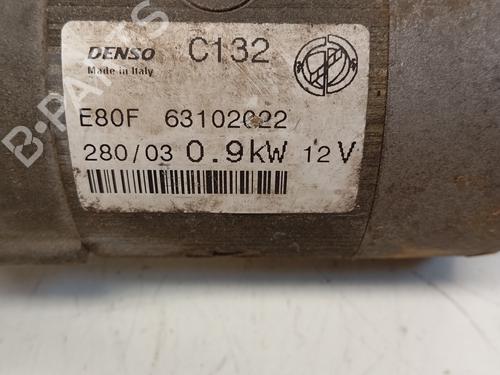 DENSO C132
Made in Italy
E80F 63102022
280/03 0.9kW 12V
B-PARTS